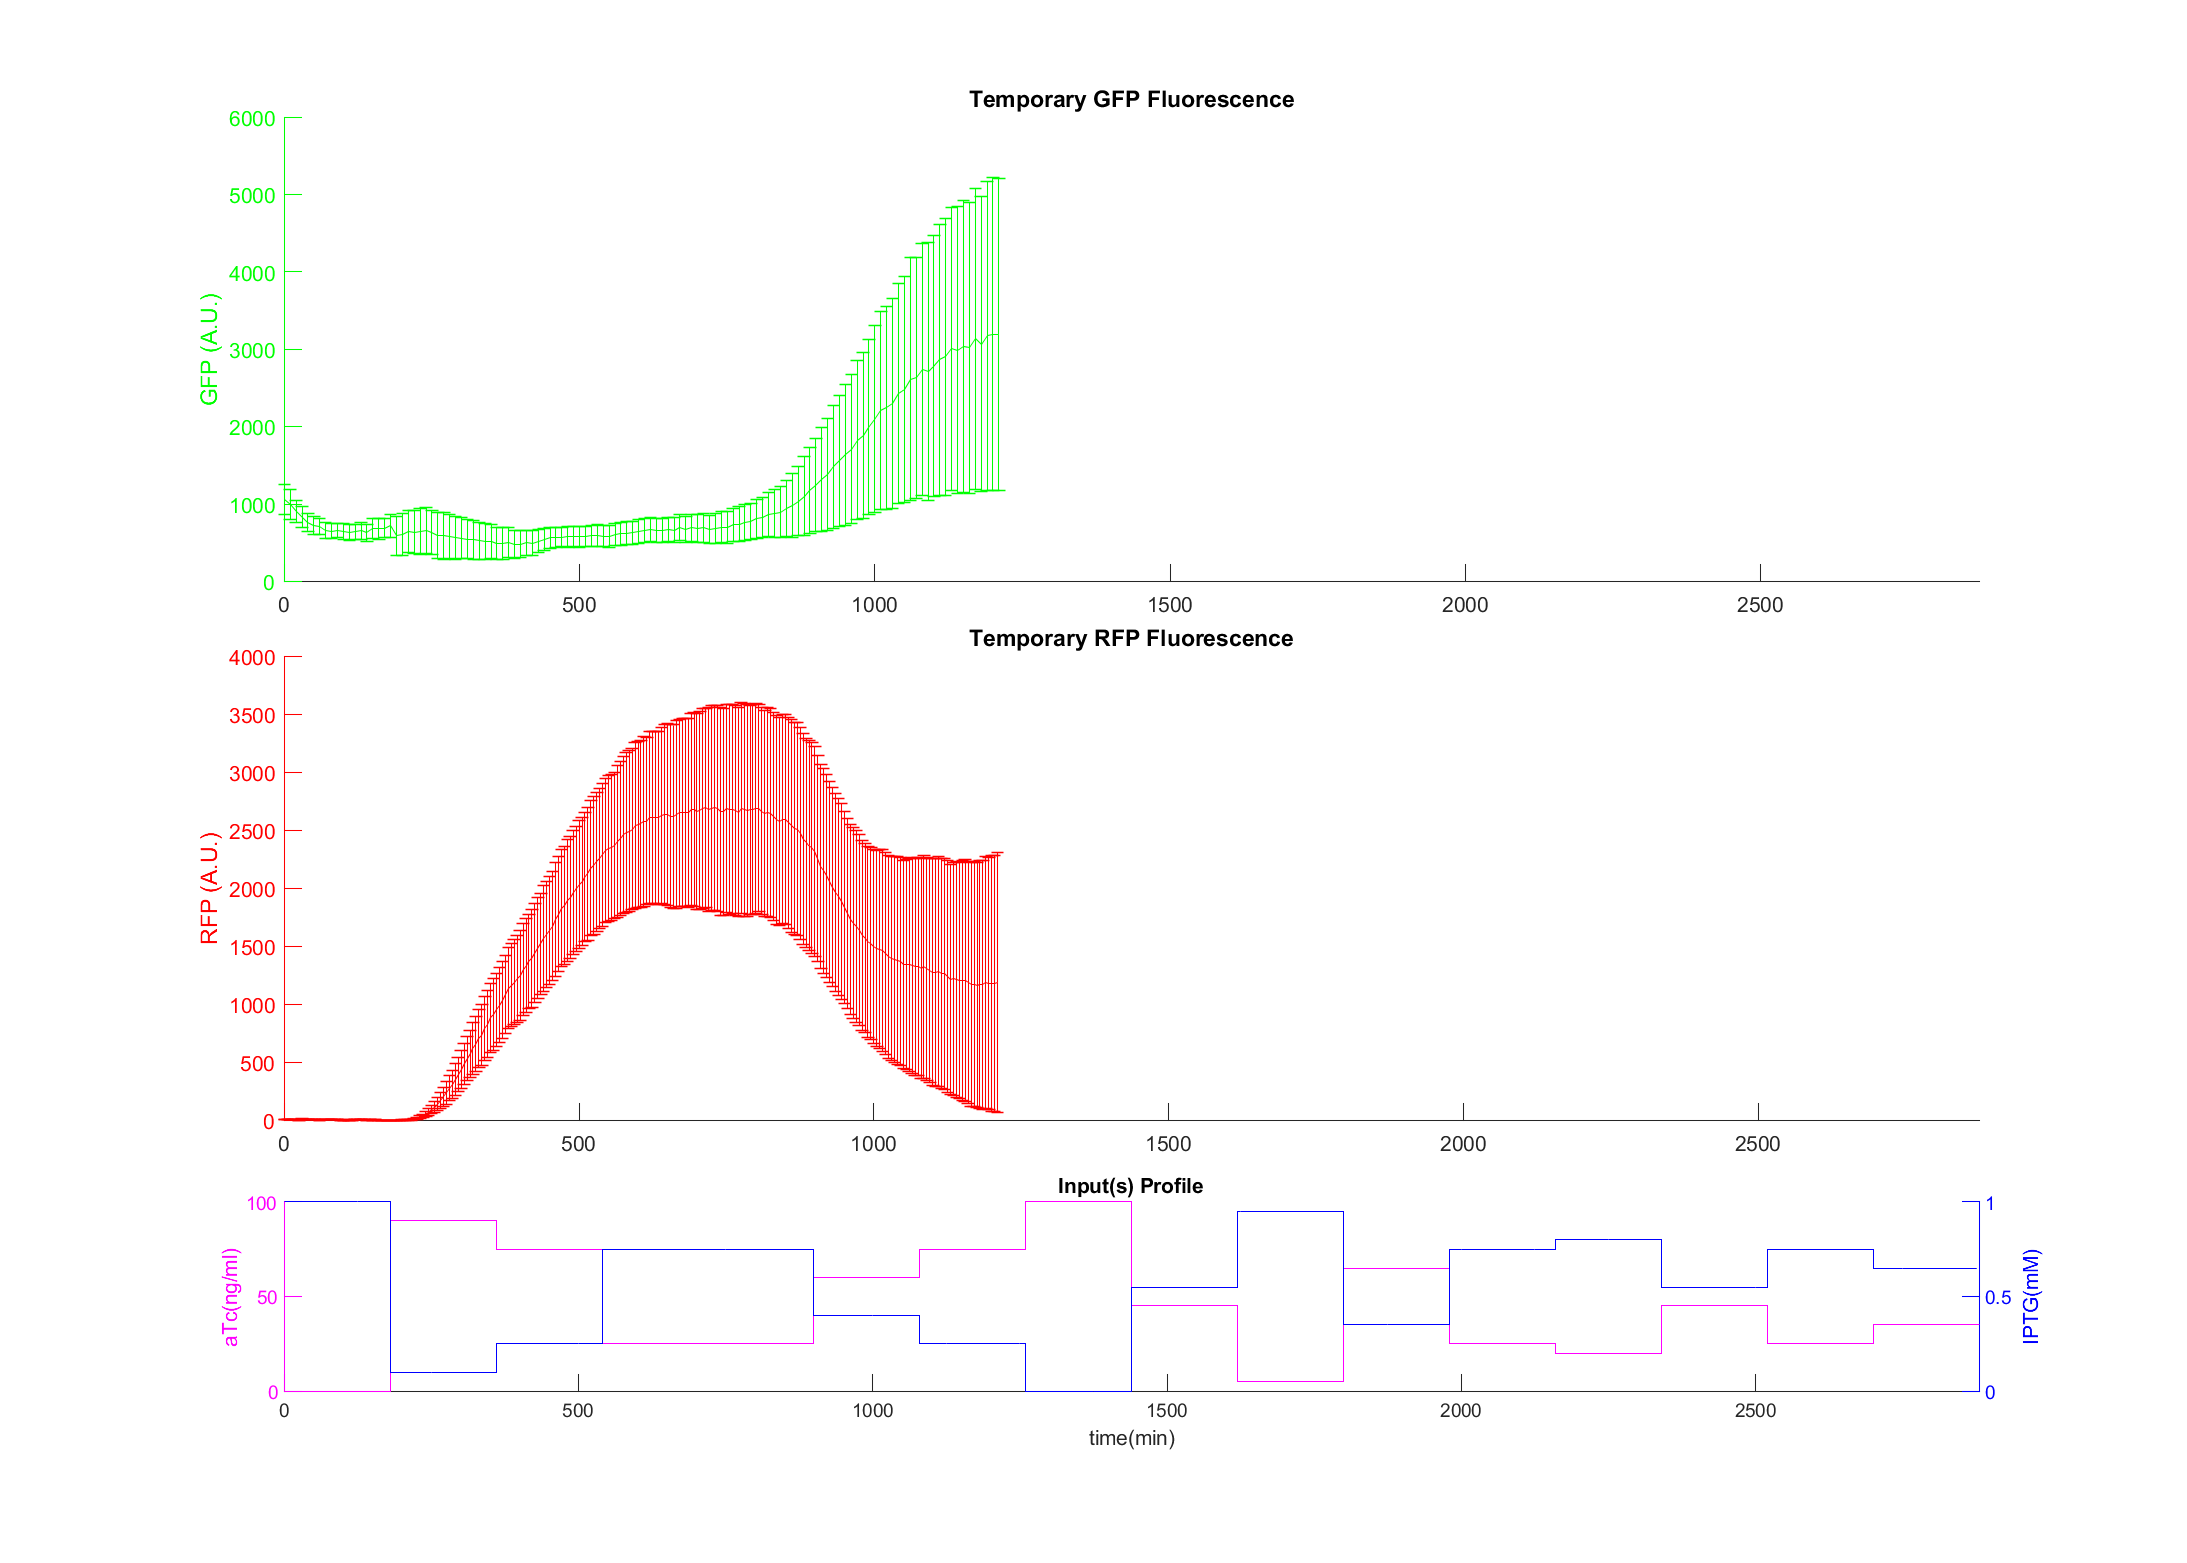 Temporary GFP Fluorescence
GFP (A.U.)
6000
5000
4000
3000
2000
1000
0
0 500 1000 1500 2000 2500
Temporary RFP Fluorescence
RFP (A.U.)
4000
3500
3000
2500
2000
1500
1000
500
0
0 500 1000 1500 2000 2500
Input(s) Profile
aTc(ng/ml)
100
50
0
IPTG(mM)
1
0.5
0
0 500 1000 1500 2000 2500
time(min)